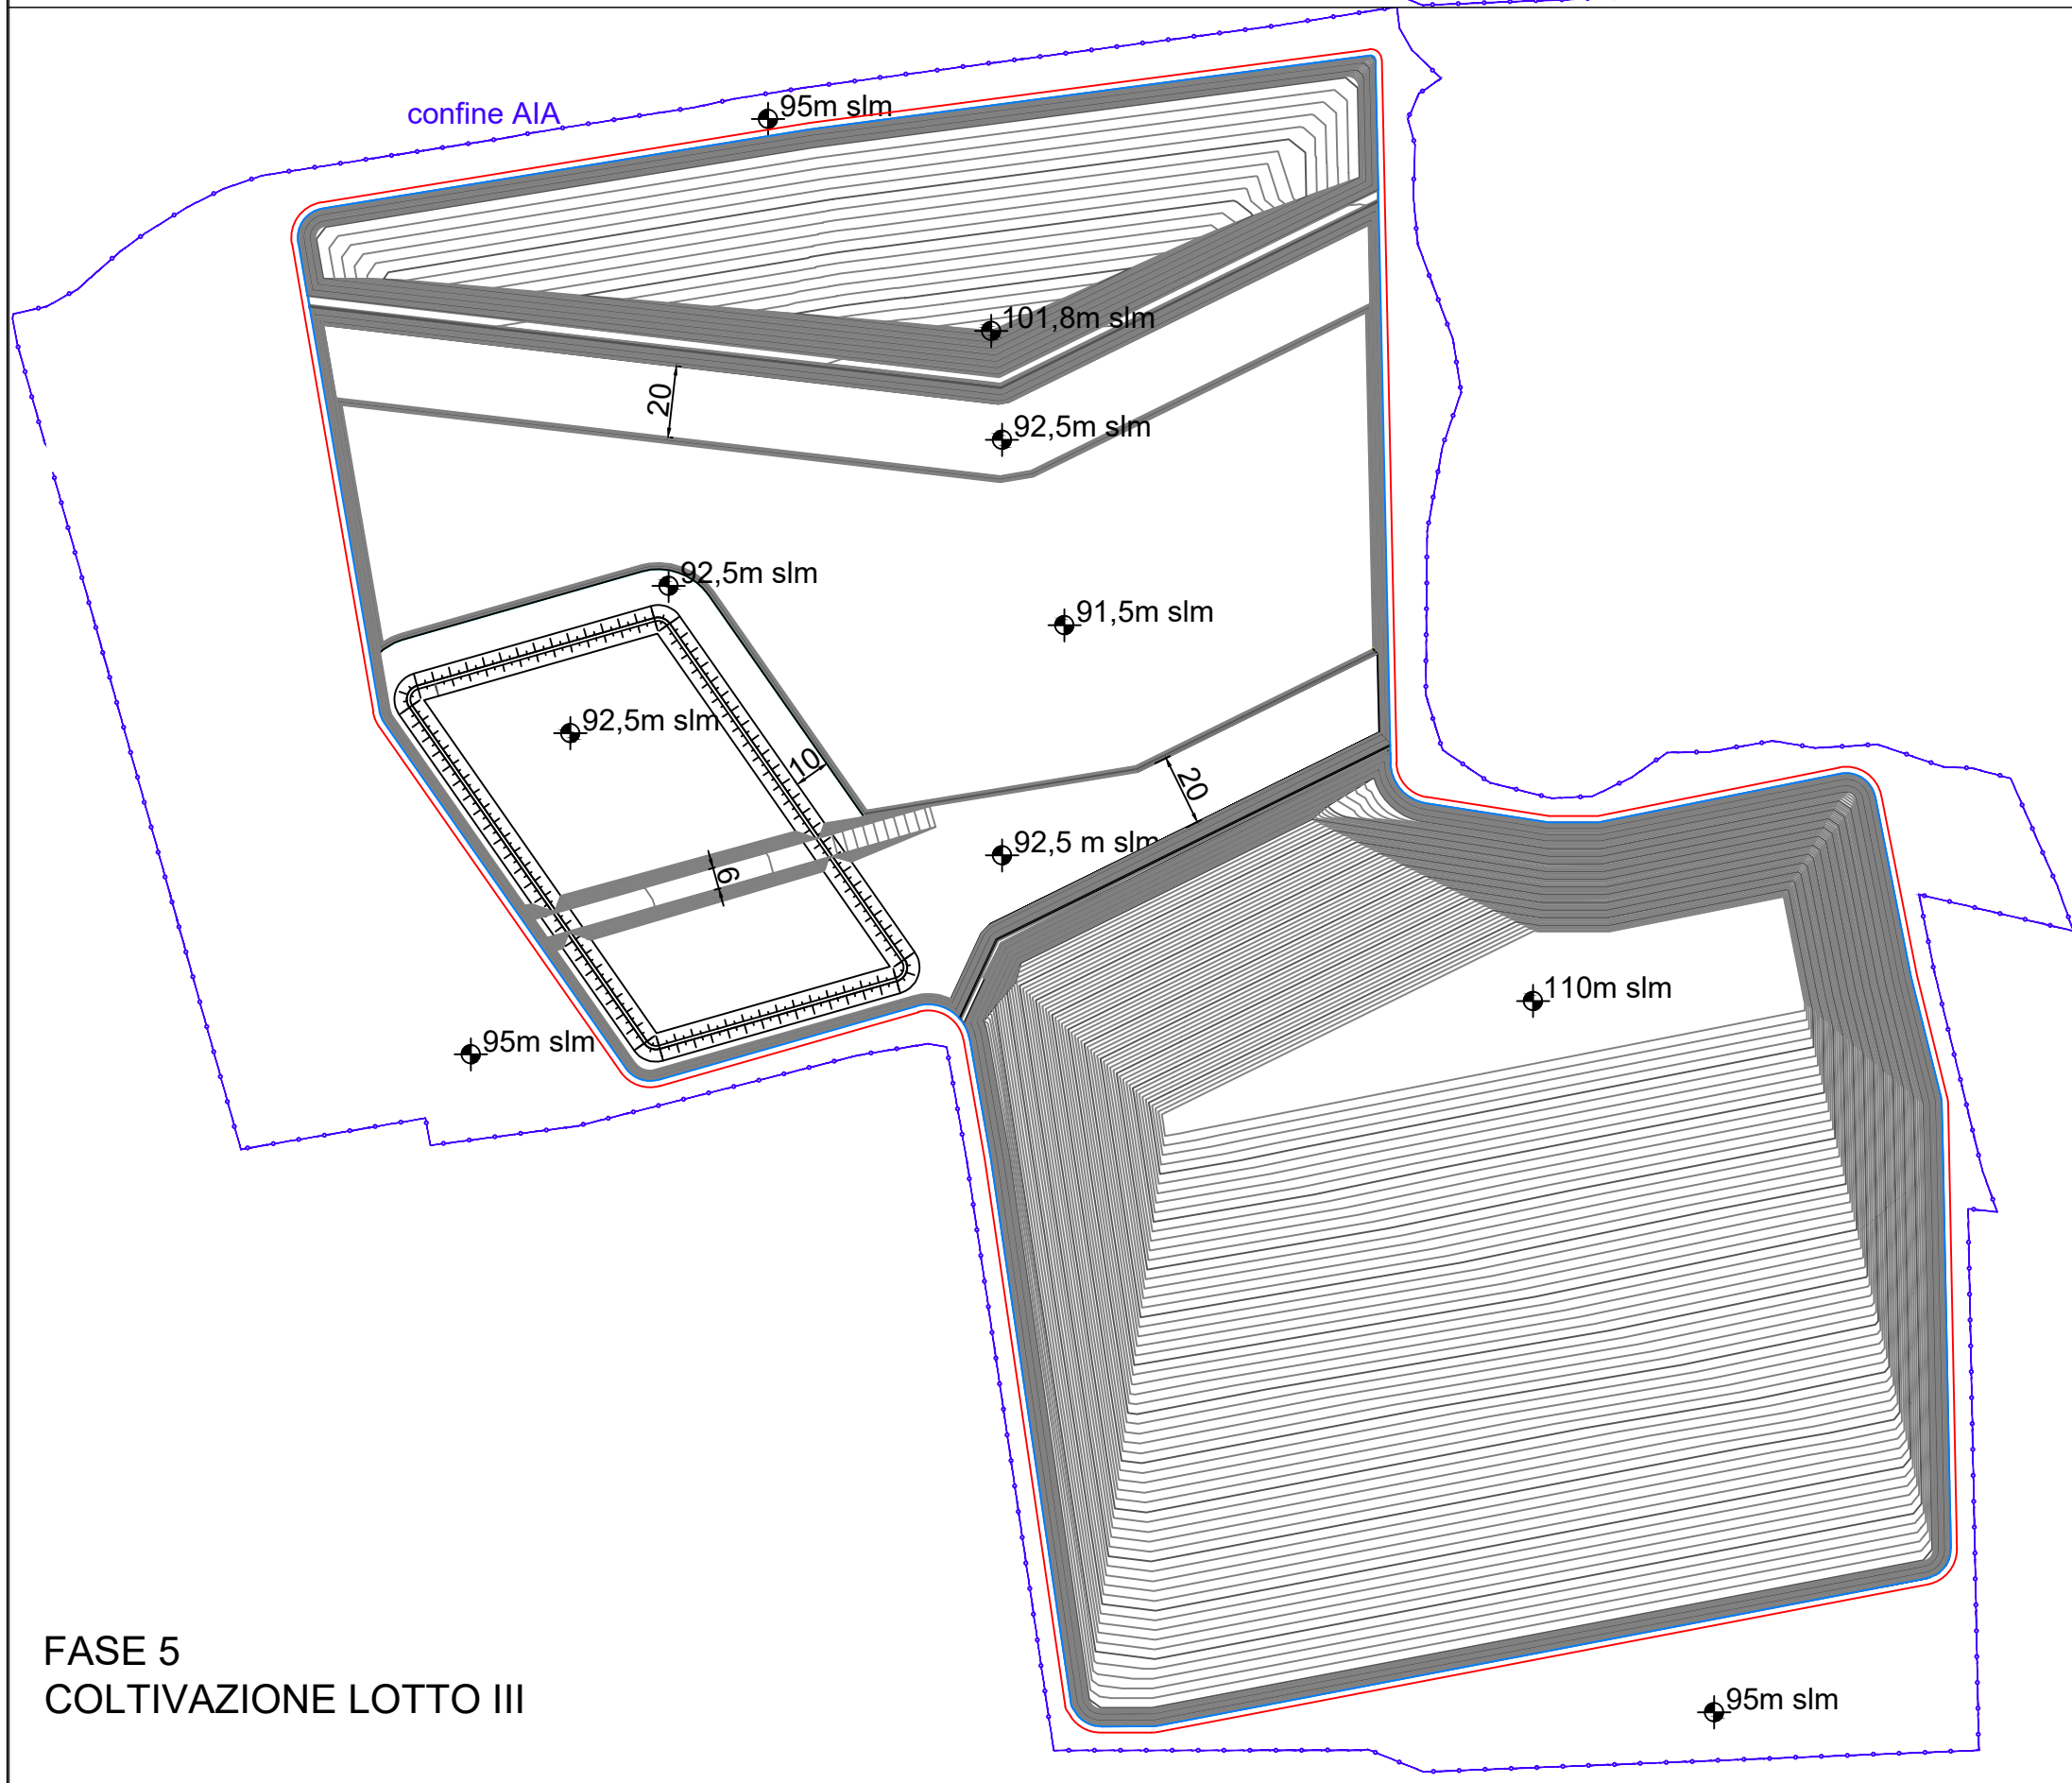 95m slm
confine AIA
101,8m slm
20
92,5m slm
92,5m slm
91,5m slm
92,5m slm
10
20
92,5 m slm
6
110m slm
95m slm
FASE 5
COLTIVAZIONE LOTTO III
95m slm